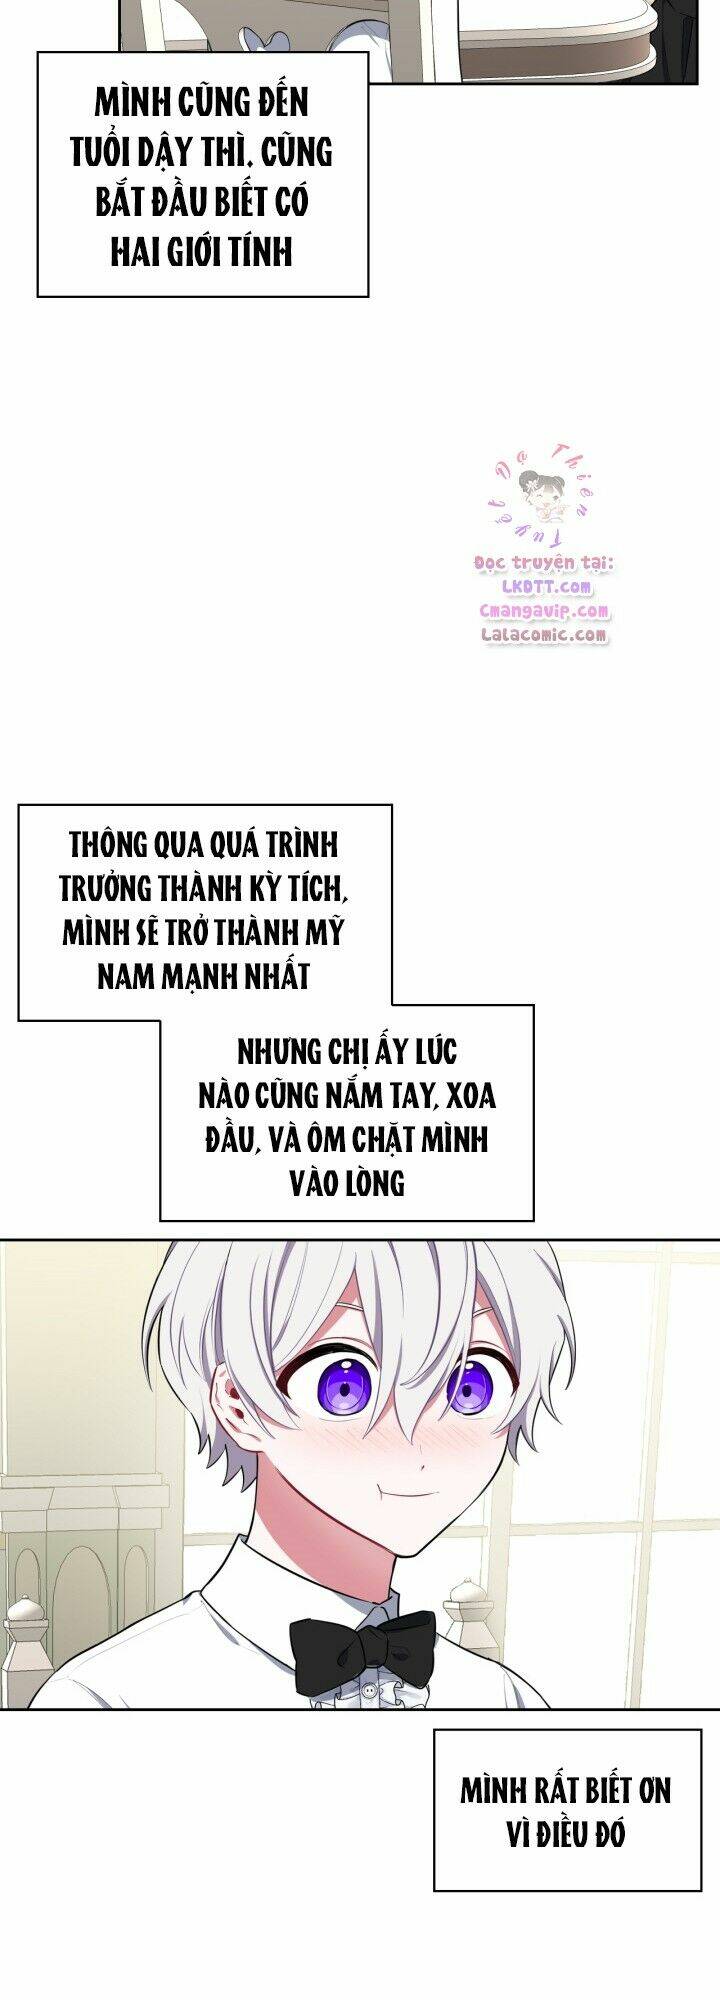 MÌNH CŨNG ĐẾN
TUỔI DẬY THÌ, CŨNG
BẮT ĐẦU BIẾT CÓ
HAI GIỚI TÍNH
Tuyết Dạ Thiên
Đọc truyện tại:
LKDTT.com
Cmangavip.com
Lalacomic.com
THÔNG QUA QUÁ TRÌNH
TRƯỞNG THÀNH KỲ TÍCH,
MÌNH SẼ TRỞ THÀNH MỸ
NAM MẠNH NHẤT
NHƯNG CHỊ ẤY LÚC
NÀO CŨNG NẮM TAY, XOA
ĐẦU, VÀ ÔM CHẶT MÌNH
VÀO LÒNG
MÌNH RẤT BIẾT ƠN
VÌ ĐIỀU ĐÓ